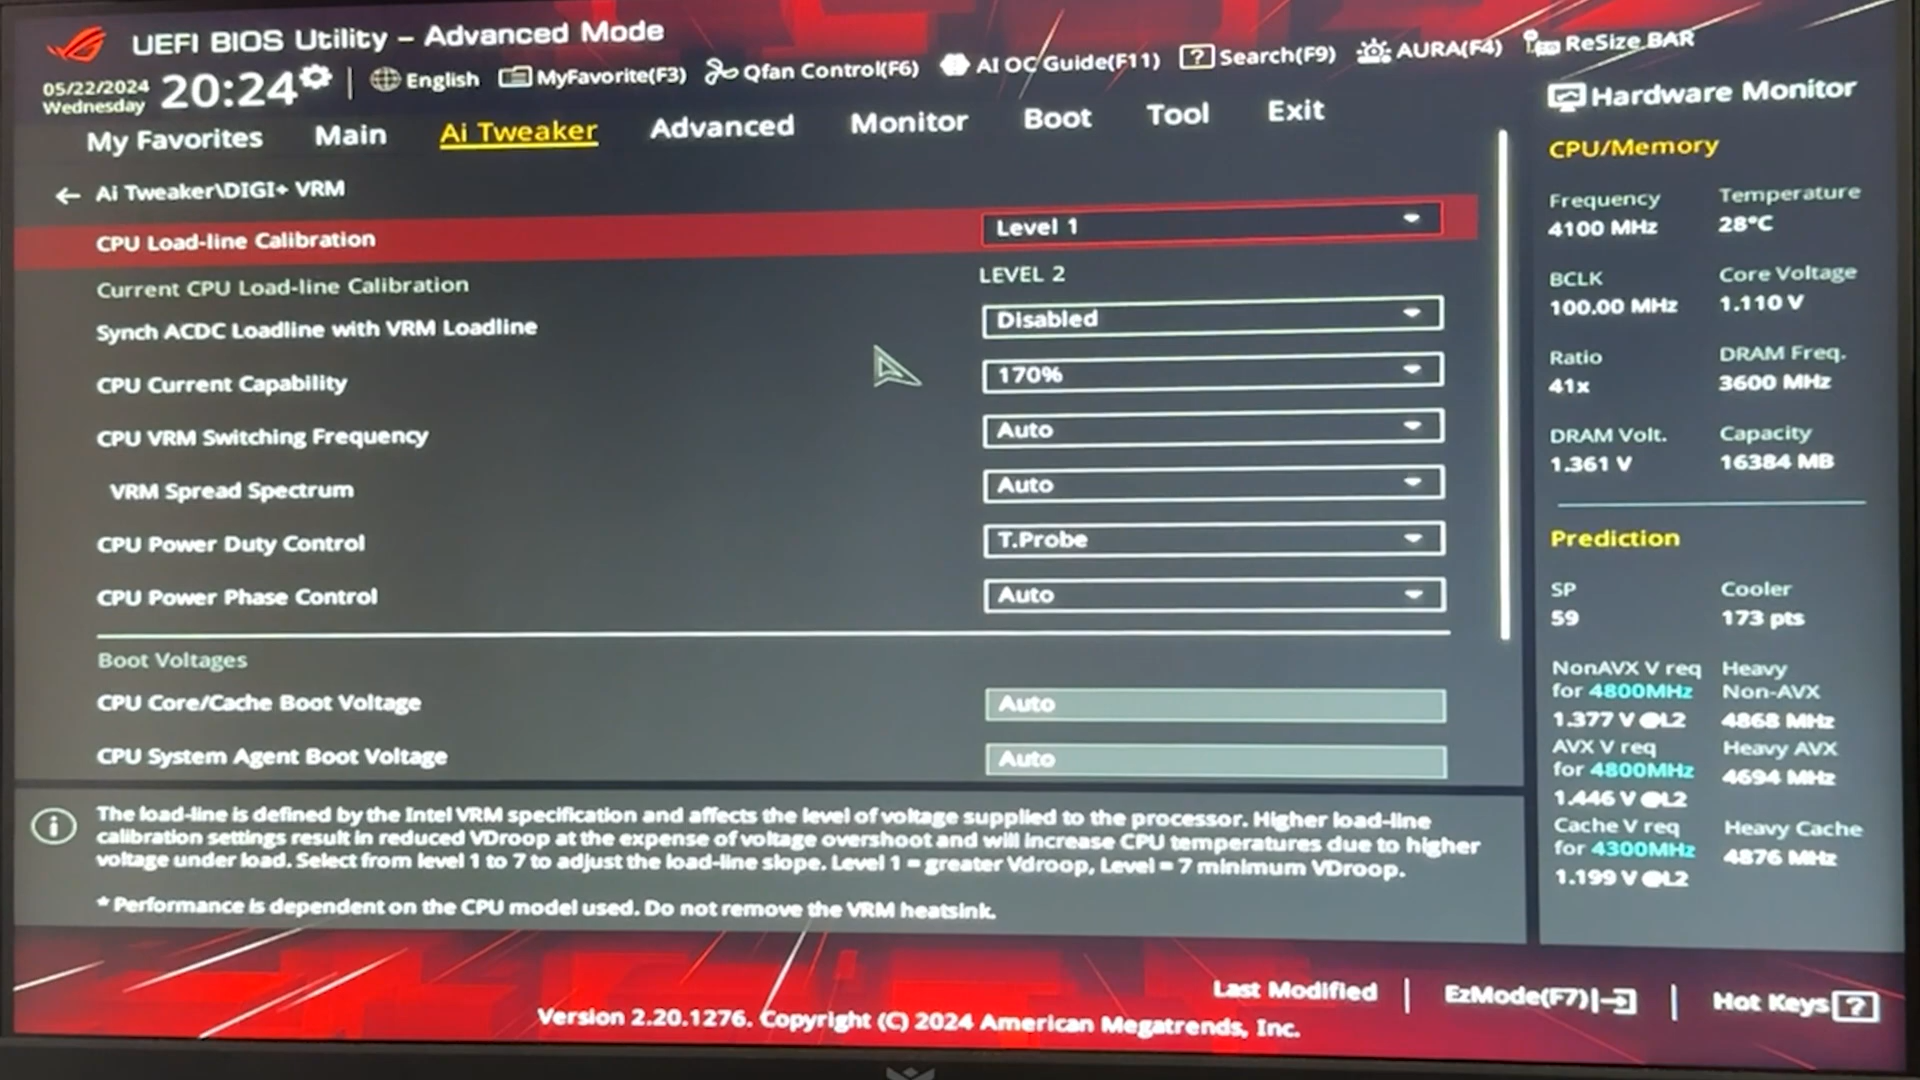 UEFI BIOS Utility – Advanced Mode
05/22/2024
Wednesday
20:24
English
MyFavorite(F3)
Qfan Control(F6)
AI OC Guide(F11)
Search(F9)
AURA(F4)
ReSize BAR
My Favorites
Main
Ai Tweaker
Advanced
Monitor
Boot
Tool
Exit
← Ai Tweaker\DIGI+ VRM
CPU Load-line Calibration
Level 1
Current CPU Load-line Calibration
LEVEL 2
Synch ACDC Loadline with VRM Loadline
Disabled
CPU Current Capability
170%
CPU VRM Switching Frequency
Auto
VRM Spread Spectrum
Auto
CPU Power Duty Control
T.Probe
CPU Power Phase Control
Auto
Boot Voltages
CPU Core/Cache Boot Voltage
Auto
CPU System Agent Boot Voltage
Auto
The load-line is defined by the Intel VRM specification and affects the level of voltage supplied to the processor. Higher load-line
calibration settings result in reduced VDroop at the expense of voltage overshoot and will increase CPU temperatures due to higher
voltage under load. Select from level 1 to 7 to adjust the load-line slope. Level 1 = greater Vdroop, Level = 7 minimum VDroop.
* Performance is dependent on the CPU model used. Do not remove the VRM heatsink.
Hardware Monitor
CPU/Memory
Frequency
4100 MHz
Temperature
28°C
BCLK
100.00 MHz
Core Voltage
1.110 V
Ratio
41x
DRAM Freq.
3600 MHz
DRAM Volt.
1.361 V
Capacity
16384 MB
Prediction
SP
59
Cooler
173 pts
NonAVX V req
for 4800MHz
1.377 V @L2
Heavy
Non-AVX
4868 MHz
AVX V req
for 4800MHz
1.446 V @L2
Heavy AVX
4694 MHz
Cache V req
for 4300MHz
1.199 V @L2
Heavy Cache
4876 MHz
Last Modified
EzMode(F7)
Hot Keys ?
Version 2.20.1276. Copyright (C) 2024 American Megatrends, Inc.